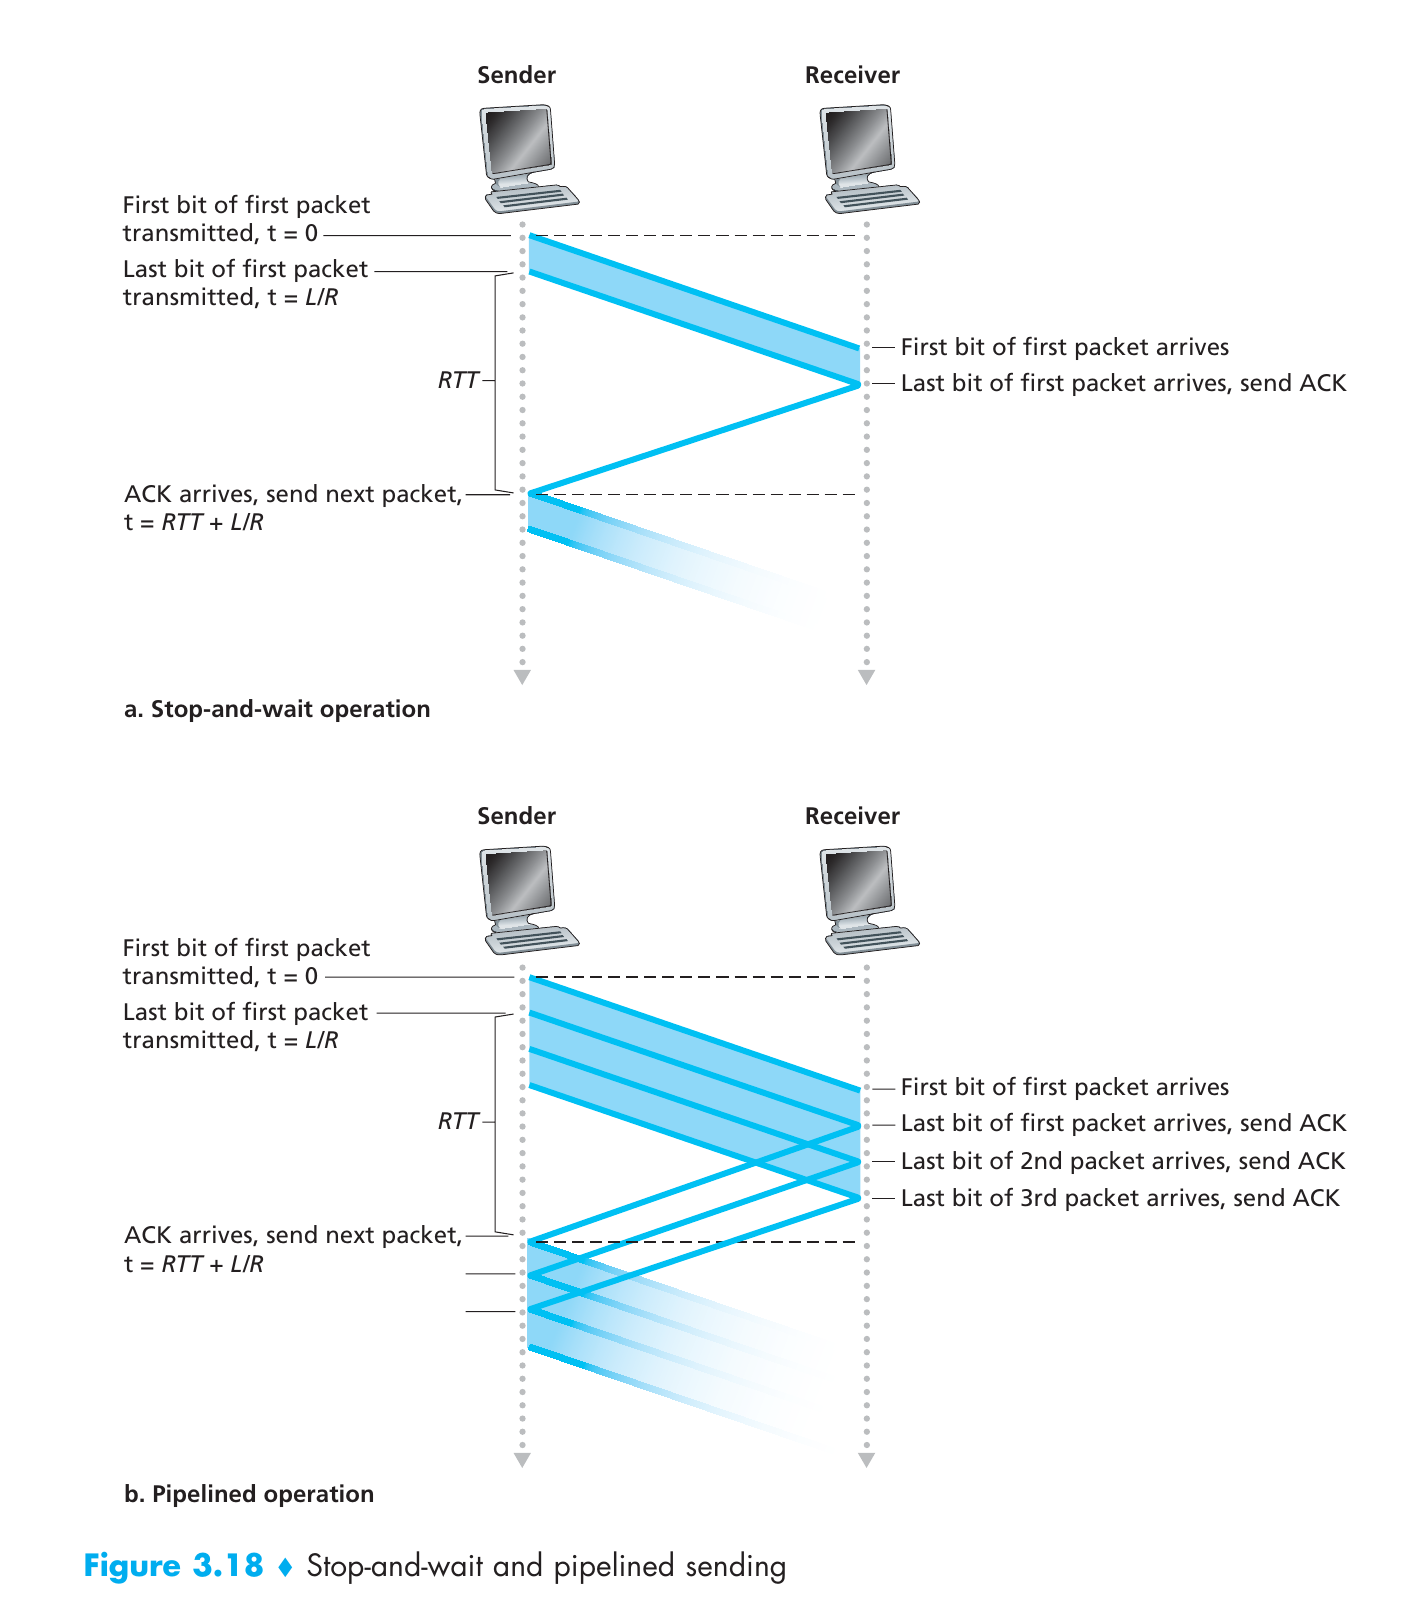 Sender
Receiver
First bit of first packet
transmitted, t = 0
Last bit of first packet
transmitted, t = L/R
First bit of first packet arrives
RTT
Last bit of first packet arrives, send ACK
ACK arrives, send next packet,
t = RTT + L/R
a. Stop-and-wait operation
Sender
Receiver
First bit of first packet
transmitted, t = 0
Last bit of first packet
transmitted, t = L/R
First bit of first packet arrives
RTT
Last bit of first packet arrives, send ACK
Last bit of 2nd packet arrives, send ACK
Last bit of 3rd packet arrives, send ACK
ACK arrives, send next packet,
t = RTT + L/R
b. Pipelined operation
Figure 3.18 ♦ Stop-and-wait and pipelined sending